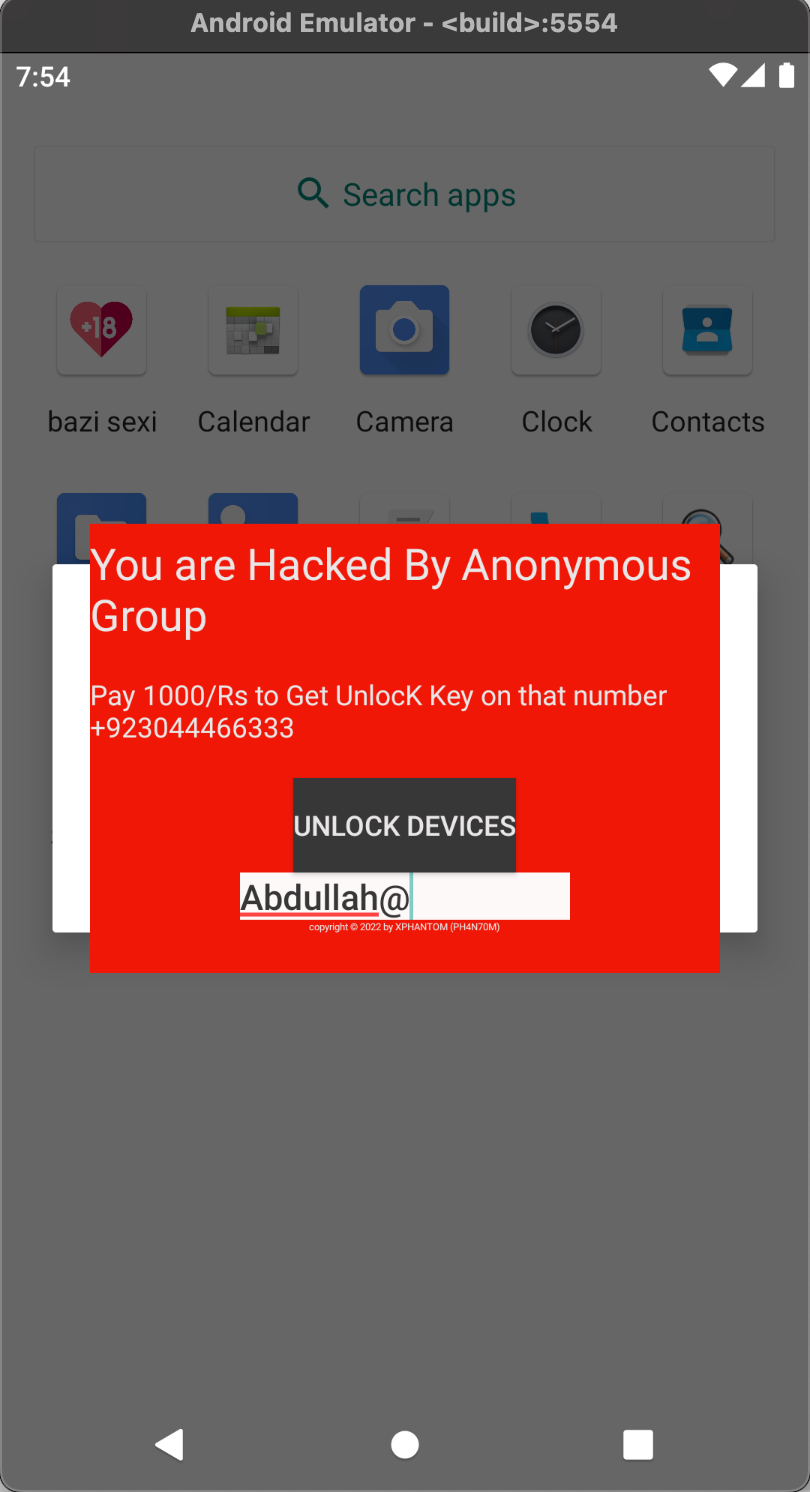 Android Emulator - <build>:5554
7:54
Search apps
+18
bazi sexi Calendar Camera Clock Contacts
You are Hacked By Anonymous
Group
Pay 1000/Rs to Get UnlocK Key on that number
+923044466333
UNLOCK DEVICES
Abdullah@
copyright © 2022 by XPHANTOM (PH4N70M)